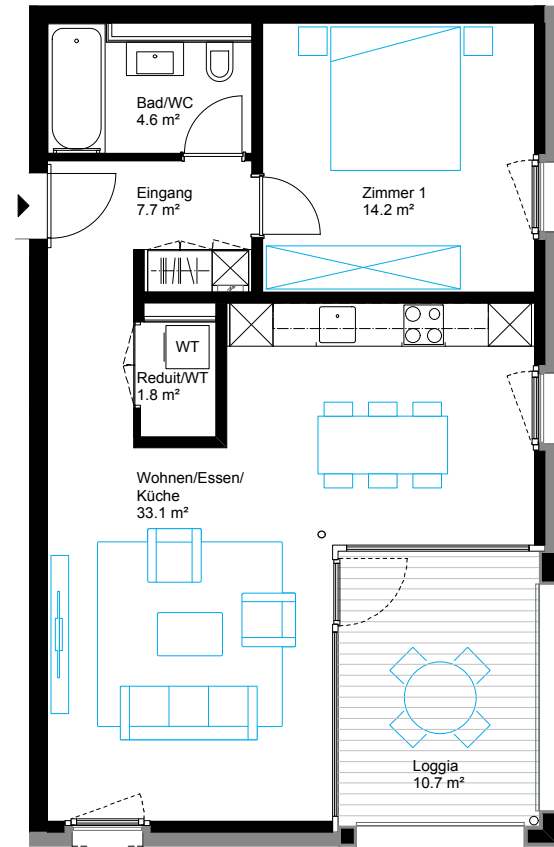 Bad/WC
4.6 m²
Eingang
7.7 m²
Zimmer 1
14.2 m²
WT
Reduit/WT
1.8 m²
Wohnen/Essen/
Küche
33.1 m²
Loggia
10.7 m²